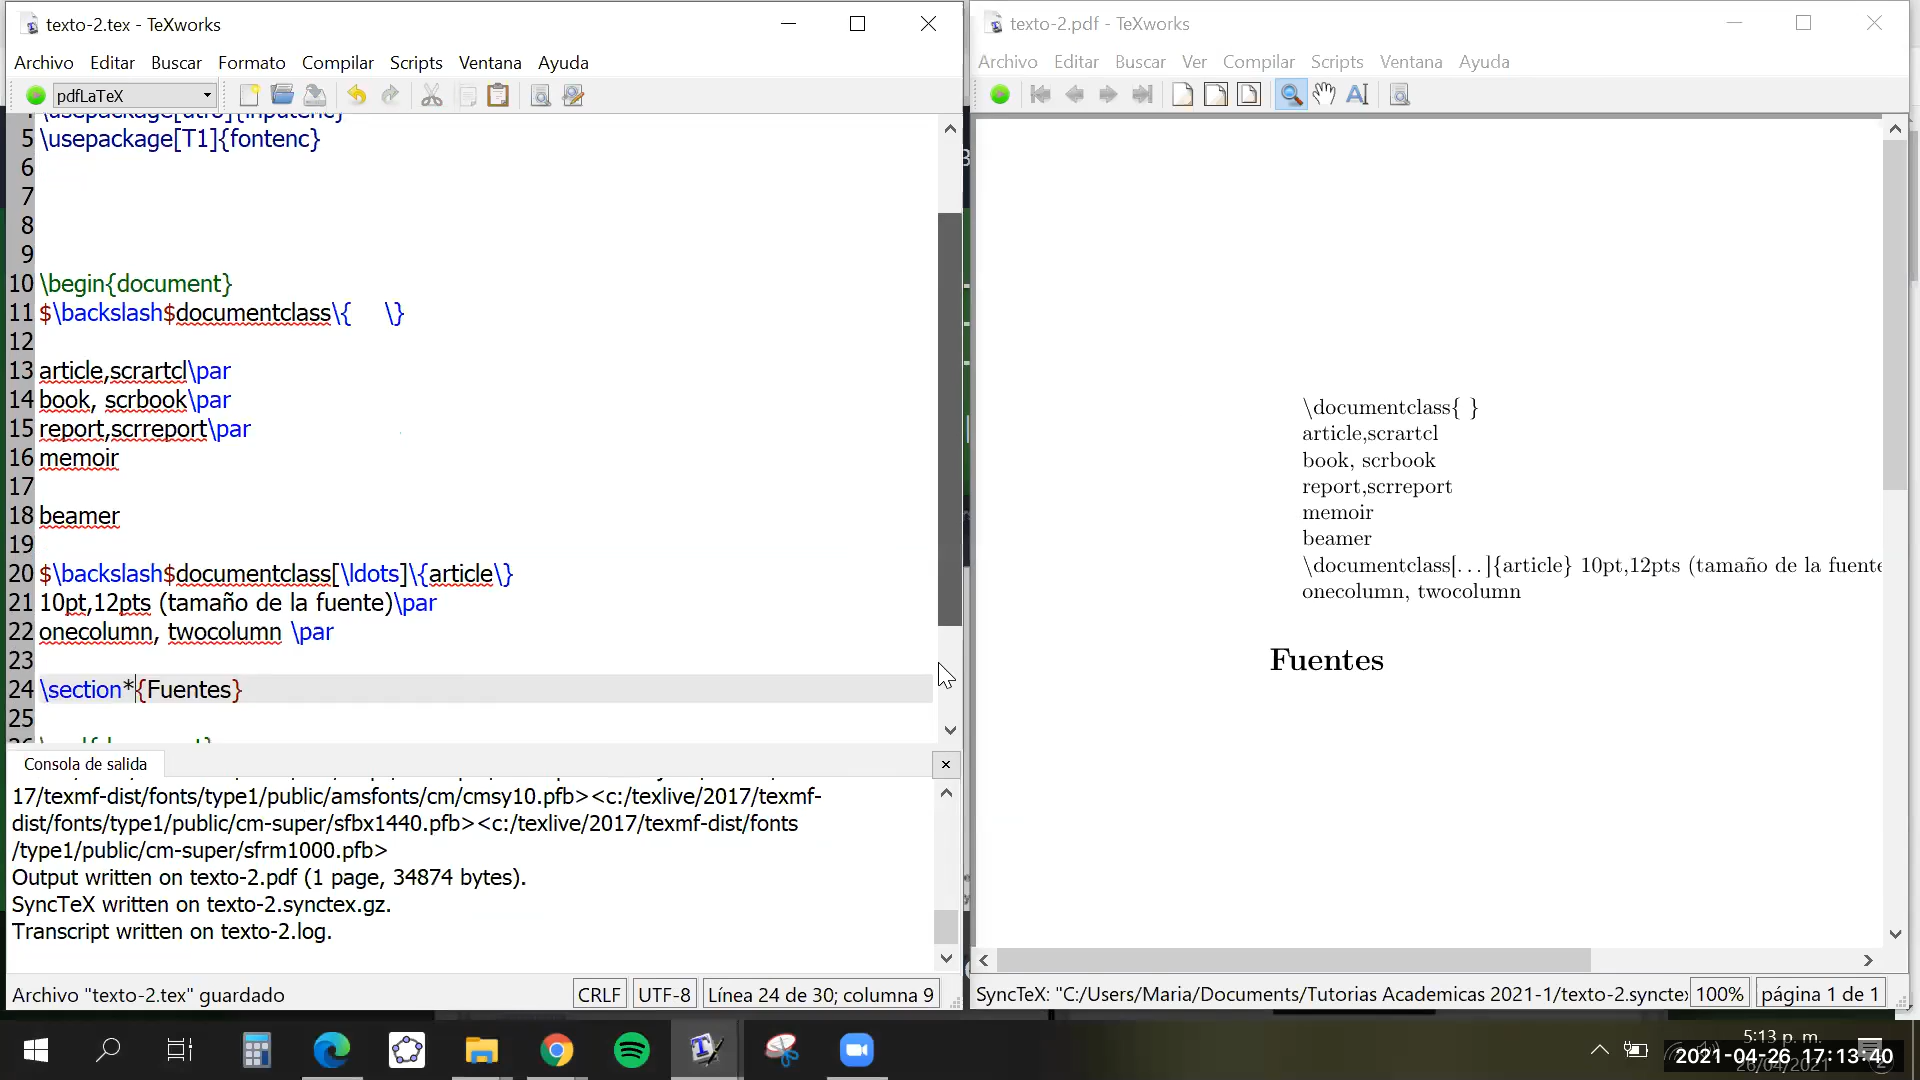 texto-2.tex - TeXworks
Archivo Editar Buscar Formato Compilar Scripts Ventana Ayuda
pdfLaTeX
5 \usepackage[T1]{fontenc}
6
7
8
9
10 \begin{document}
11 $\backslash$documentclass\{ \}
12
13 article,scrartcl\par
14 book, scrbook\par
15 report,scrreport\par
16 memoir
17
18 beamer
19
20 $\backslash$documentclass[\ldots]\{article\}
21 10pt,12pts (tamaño de la fuente)\par
22 onecolumn, twocolumn \par
23
24 \section*{Fuentes}
25
Consola de salida
17/texmf-dist/fonts/type1/public/amsfonts/cm/cmsy10.pfb><c:/texlive/2017/texmf-
dist/fonts/type1/public/cm-super/sfbx1440.pfb><c:/texlive/2017/texmf-dist/fonts
/type1/public/cm-super/sfrm1000.pfb>
Output written on texto-2.pdf (1 page, 34874 bytes).
SyncTeX written on texto-2.synctex.gz.
Transcript written on texto-2.log.
Archivo "texto-2.tex" guardado CRLF UTF-8 Línea 24 de 30; columna 9
texto-2.pdf - TeXworks
Archivo Editar Buscar Ver Compilar Scripts Ventana Ayuda
\documentclass{ }
article,scrartcl
book, scrbook
report,scrreport
memoir
beamer
\documentclass[...]{article} 10pt,12pts (tamaño de la fuente
onecolumn, twocolumn
Fuentes
SyncTeX: "C:/Users/Maria/Documents/Tutorias Academicas 2021-1/texto-2.synctex 100% página 1 de 1
5:13 p. m.
26/04/2021
2021-04-26 17:13:40